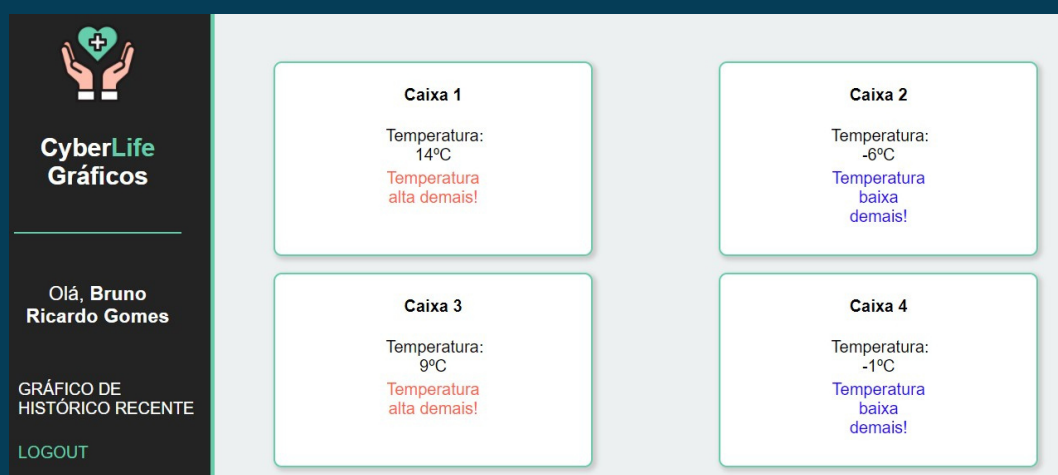 CyberLife
Gráficos
Olá, Bruno
Ricardo Gomes
GRÁFICO DE
HISTÓRICO RECENTE
LOGOUT
Caixa 1
Temperatura:
14ºC
Temperatura
alta demais!
Caixa 2
Temperatura:
-6ºC
Temperatura
baixa
demais!
Caixa 3
Temperatura:
9ºC
Temperatura
alta demais!
Caixa 4
Temperatura:
-1ºC
Temperatura
baixa
demais!